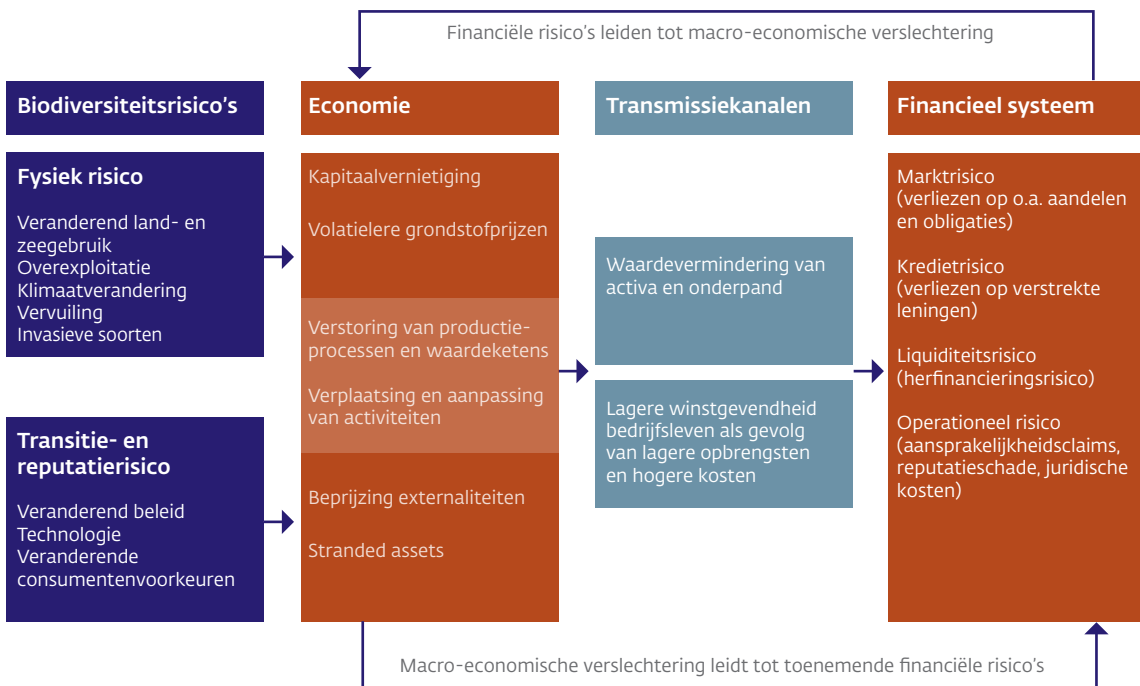 Financiële risico's leiden tot macro-economische verslechtering
Biodiversiteitsrisico's
Fysiek risico
Veranderend land- en
zeegebruik
Overexploitatie
Klimaatverandering
Vervuiling
Invasieve soorten
Transitie- en
reputatierisico
Veranderend beleid
Technologie
Veranderende
consumentenvoorkeuren
Economie
Kapitaalvernietiging
Volatielere grondstofprijzen
Verstoring van productie-
processen en waardeketens
Verplaatsing en aanpassing
van activiteiten
Beprijzing externaliteiten
Stranded assets
Transmissiekanalen
Waardevermindering van
activa en onderpand
Lagere winstgevendheid
bedrijfsleven als gevolg
van lagere opbrengsten
en hogere kosten
Financieel systeem
Marktrisico
(verliezen op o.a. aandelen
en obligaties)
Kredietrisico
(verliezen op verstrekte
leningen)
Liquiditeitsrisico
(herfinancieringsrisico)
Operationeel risico
(aansprakelijkheidsclaims,
reputatieschade, juridische
kosten)
Macro-economische verslechtering leidt tot toenemende financiële risico's